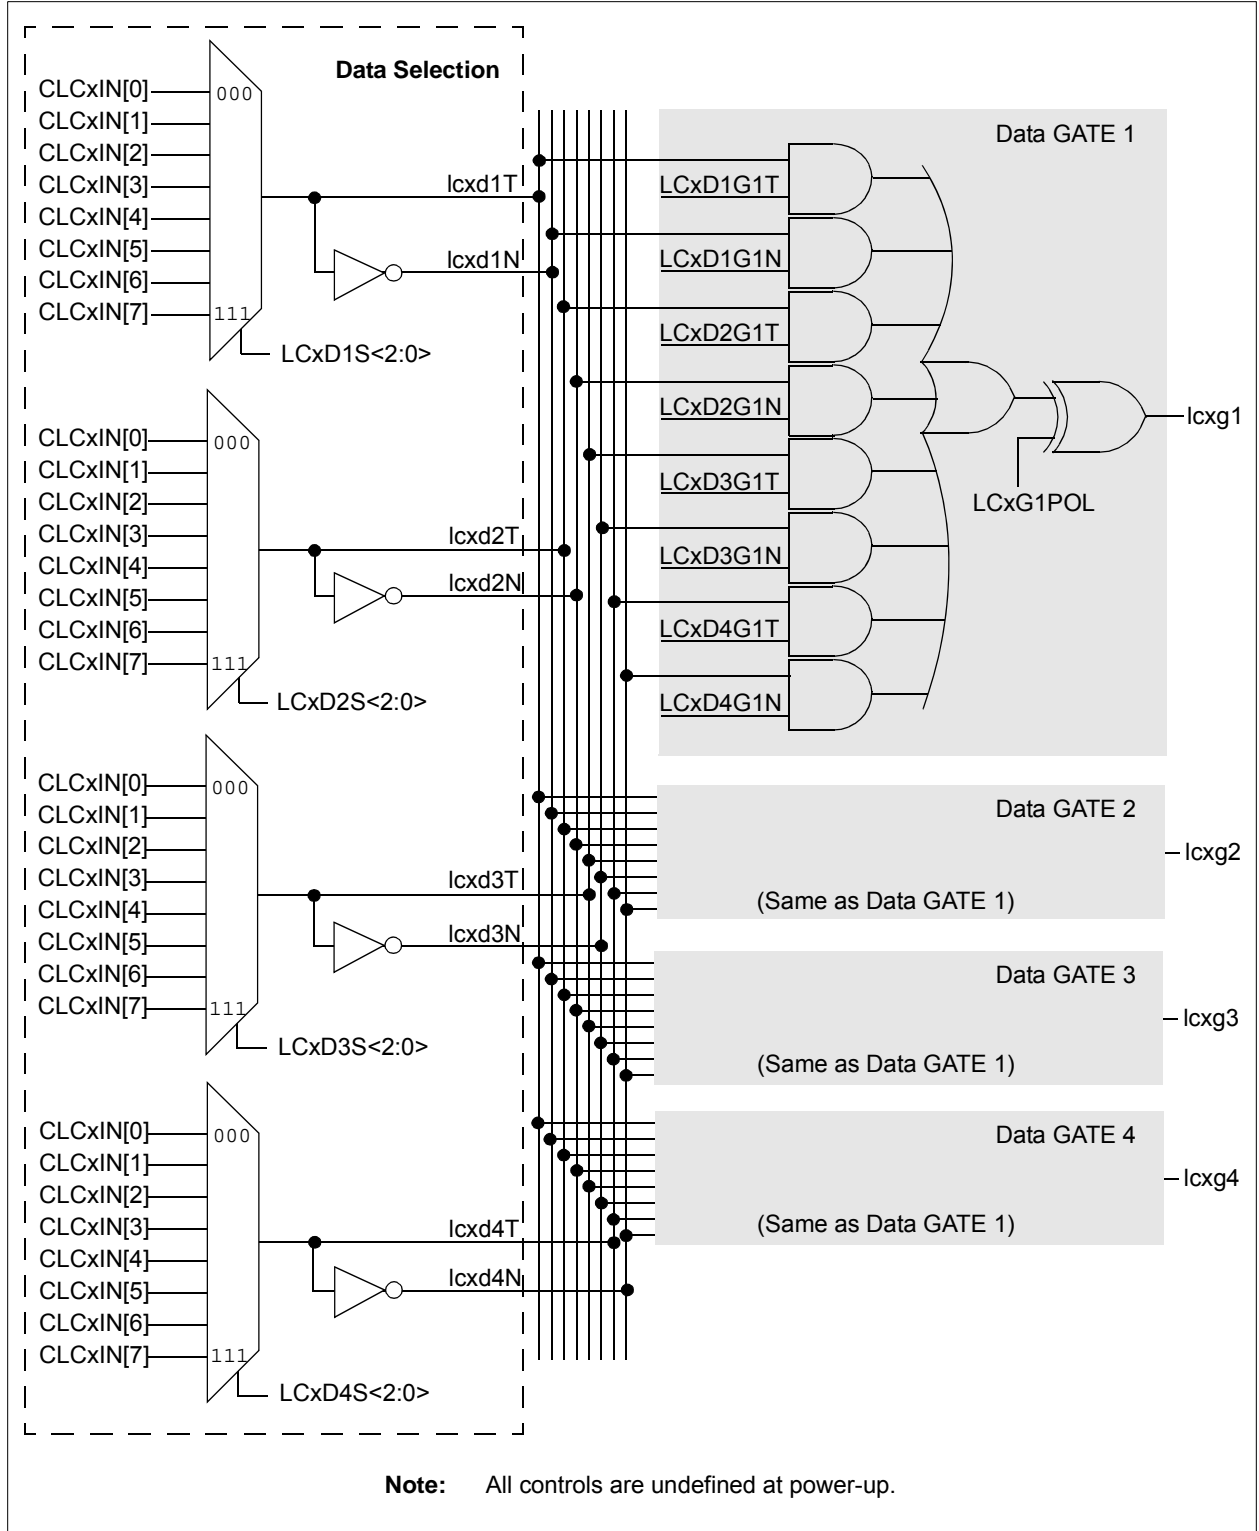 Data Selection
CLCxIN[0]
CLCxIN[1]
CLCxIN[2]
CLCxIN[3]
CLCxIN[4]
CLCxIN[5]
CLCxIN[6]
CLCxIN[7]
000
111
LCxD1S<2:0>
lcxd1T
lcxd1N
CLCxIN[0]
CLCxIN[1]
CLCxIN[2]
CLCxIN[3]
CLCxIN[4]
CLCxIN[5]
CLCxIN[6]
CLCxIN[7]
000
111
LCxD2S<2:0>
lcxd2T
lcxd2N
CLCxIN[0]
CLCxIN[1]
CLCxIN[2]
CLCxIN[3]
CLCxIN[4]
CLCxIN[5]
CLCxIN[6]
CLCxIN[7]
000
111
LCxD3S<2:0>
lcxd3T
lcxd3N
CLCxIN[0]
CLCxIN[1]
CLCxIN[2]
CLCxIN[3]
CLCxIN[4]
CLCxIN[5]
CLCxIN[6]
CLCxIN[7]
000
111
LCxD4S<2:0>
lcxd4T
lcxd4N
Data GATE 1
LCxD1G1T
LCxD1G1N
LCxD2G1T
LCxD2G1N
LCxD3G1T
LCxD3G1N
LCxD4G1T
LCxD4G1N
LCxG1POL
lcxg1
Data GATE 2
(Same as Data GATE 1)
lcxg2
Data GATE 3
(Same as Data GATE 1)
lcxg3
Data GATE 4
(Same as Data GATE 1)
lcxg4
Note: All controls are undefined at power-up.